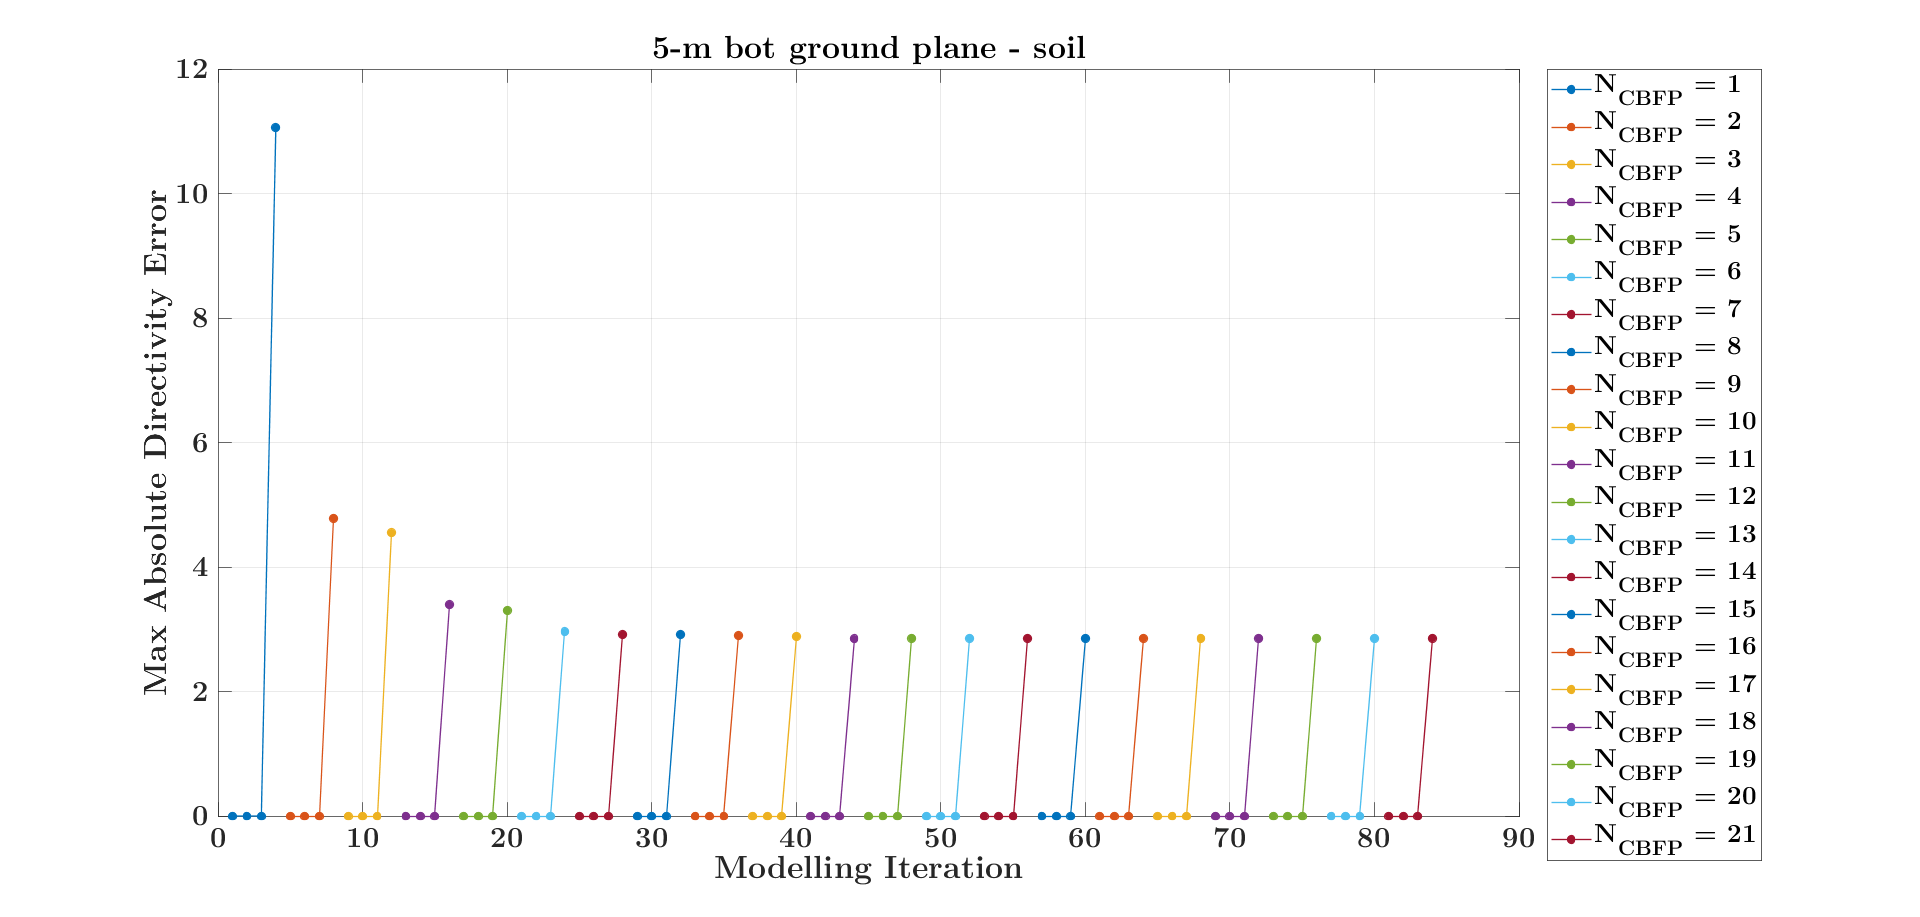 5-m bot ground plane - soil
Max Absolute Directivity Error
12
10
8
6
4
2
0
0 10 20 30 40 50 60 70 80 90
Modelling Iteration
N_CBFP = 1
N_CBFP = 2
N_CBFP = 3
N_CBFP = 4
N_CBFP = 5
N_CBFP = 6
N_CBFP = 7
N_CBFP = 8
N_CBFP = 9
N_CBFP = 10
N_CBFP = 11
N_CBFP = 12
N_CBFP = 13
N_CBFP = 14
N_CBFP = 15
N_CBFP = 16
N_CBFP = 17
N_CBFP = 18
N_CBFP = 19
N_CBFP = 20
N_CBFP = 21